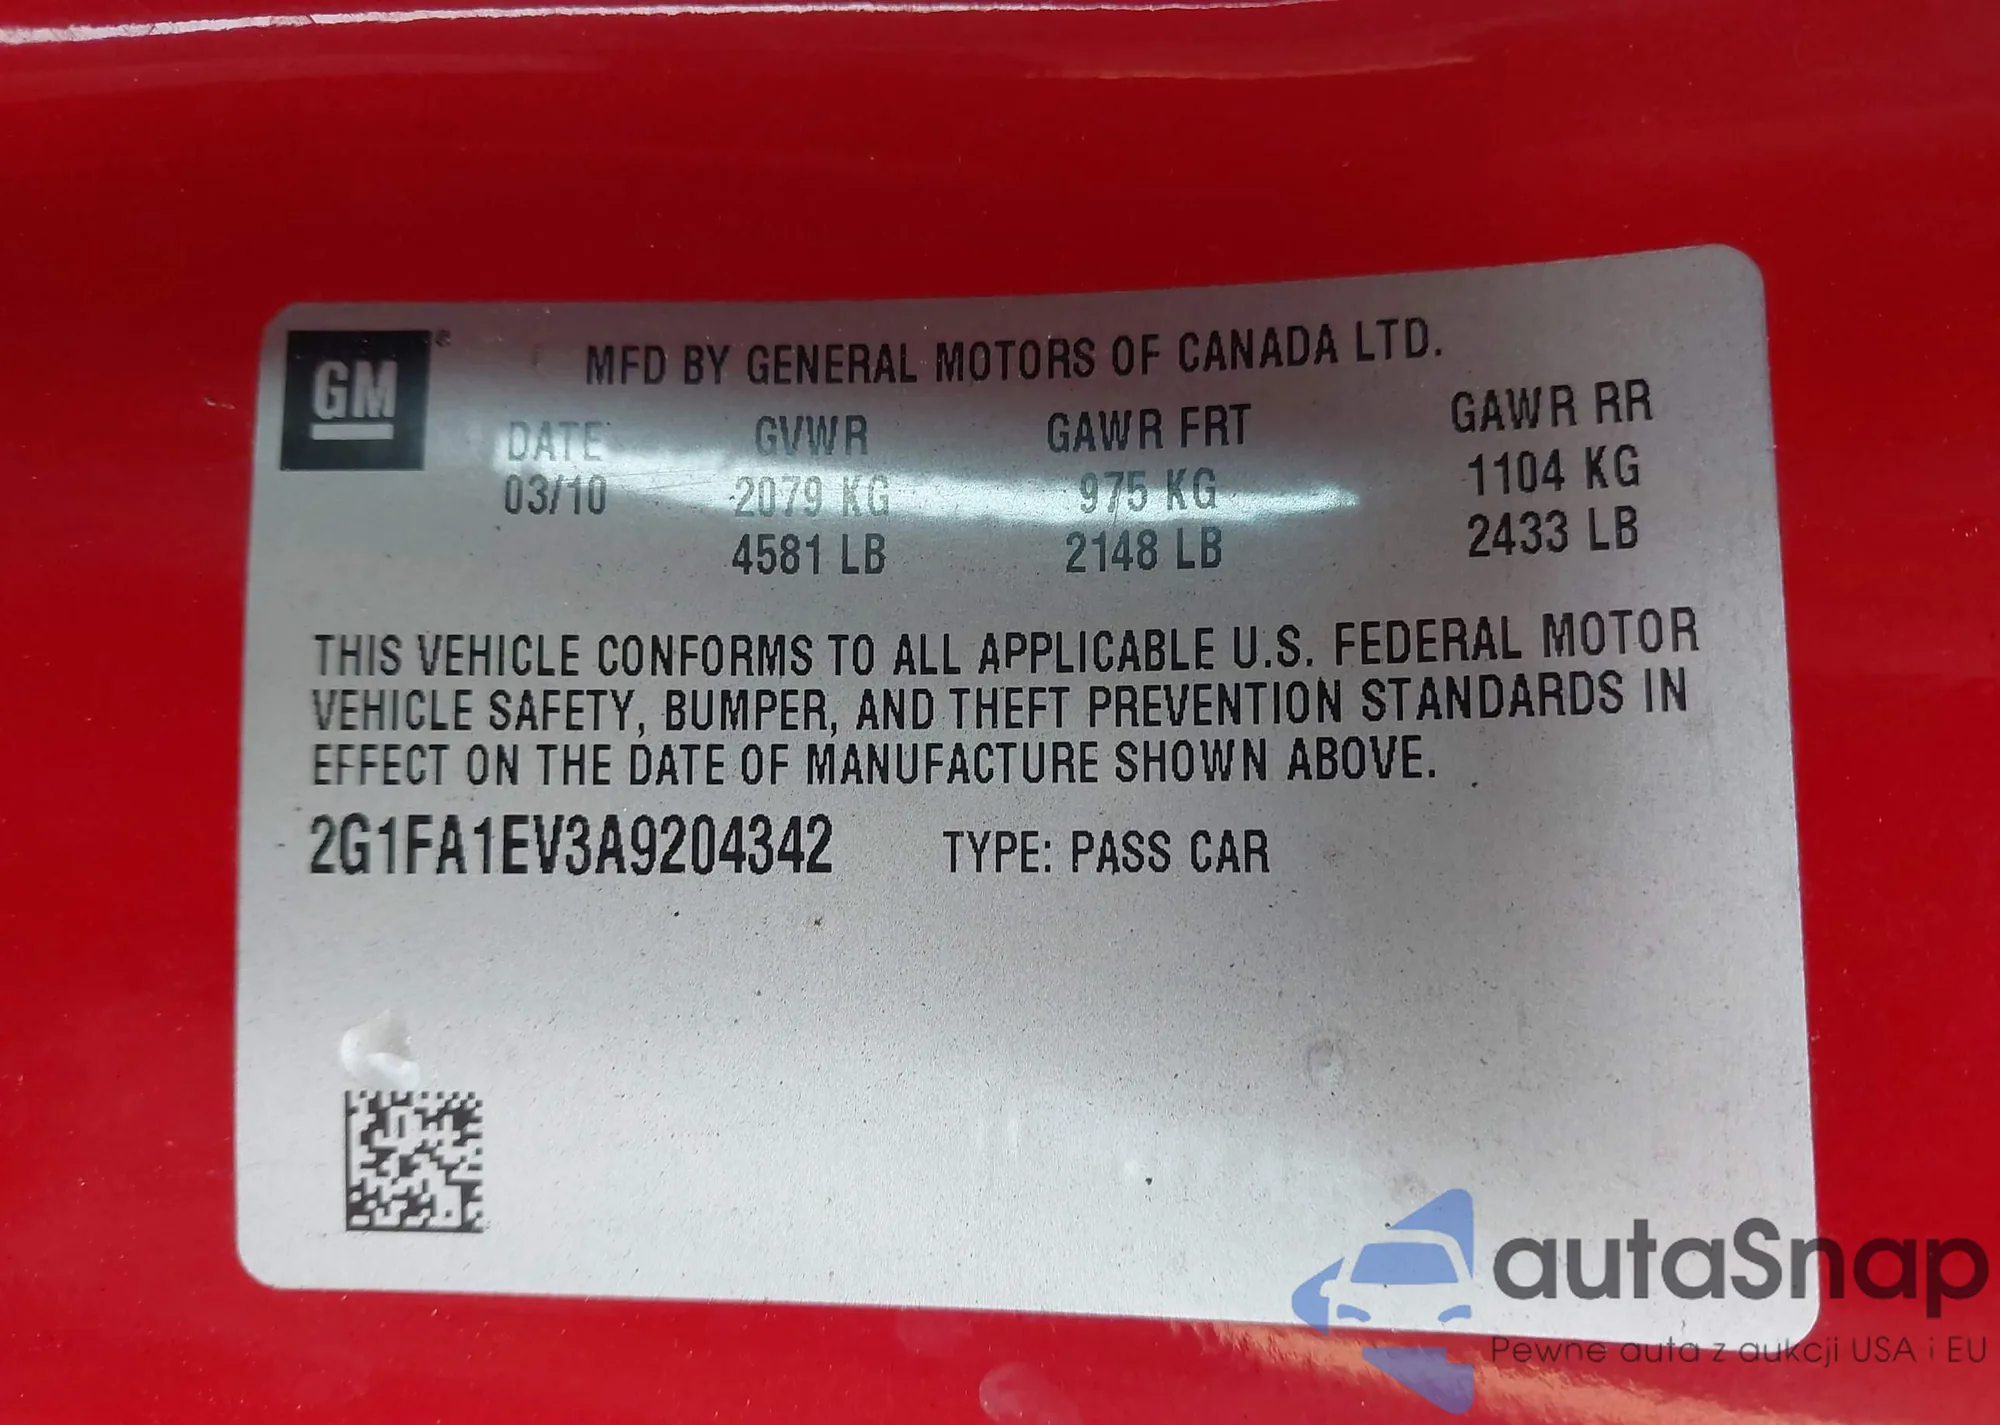 GM®
MFD BY GENERAL MOTORS OF CANADA LTD.
DATE GVWR GAWR FRT GAWR RR
03/10 2079 KG 975 KG 1104 KG
4581 LB 2148 LB 2433 LB
THIS VEHICLE CONFORMS TO ALL APPLICABLE U.S. FEDERAL MOTOR
VEHICLE SAFETY, BUMPER, AND THEFT PREVENTION STANDARDS IN
EFFECT ON THE DATE OF MANUFACTURE SHOWN ABOVE.
2G1FA1EV3A9204342 TYPE: PASS CAR
autaSnap
Pewne auta z aukcji USA i EU